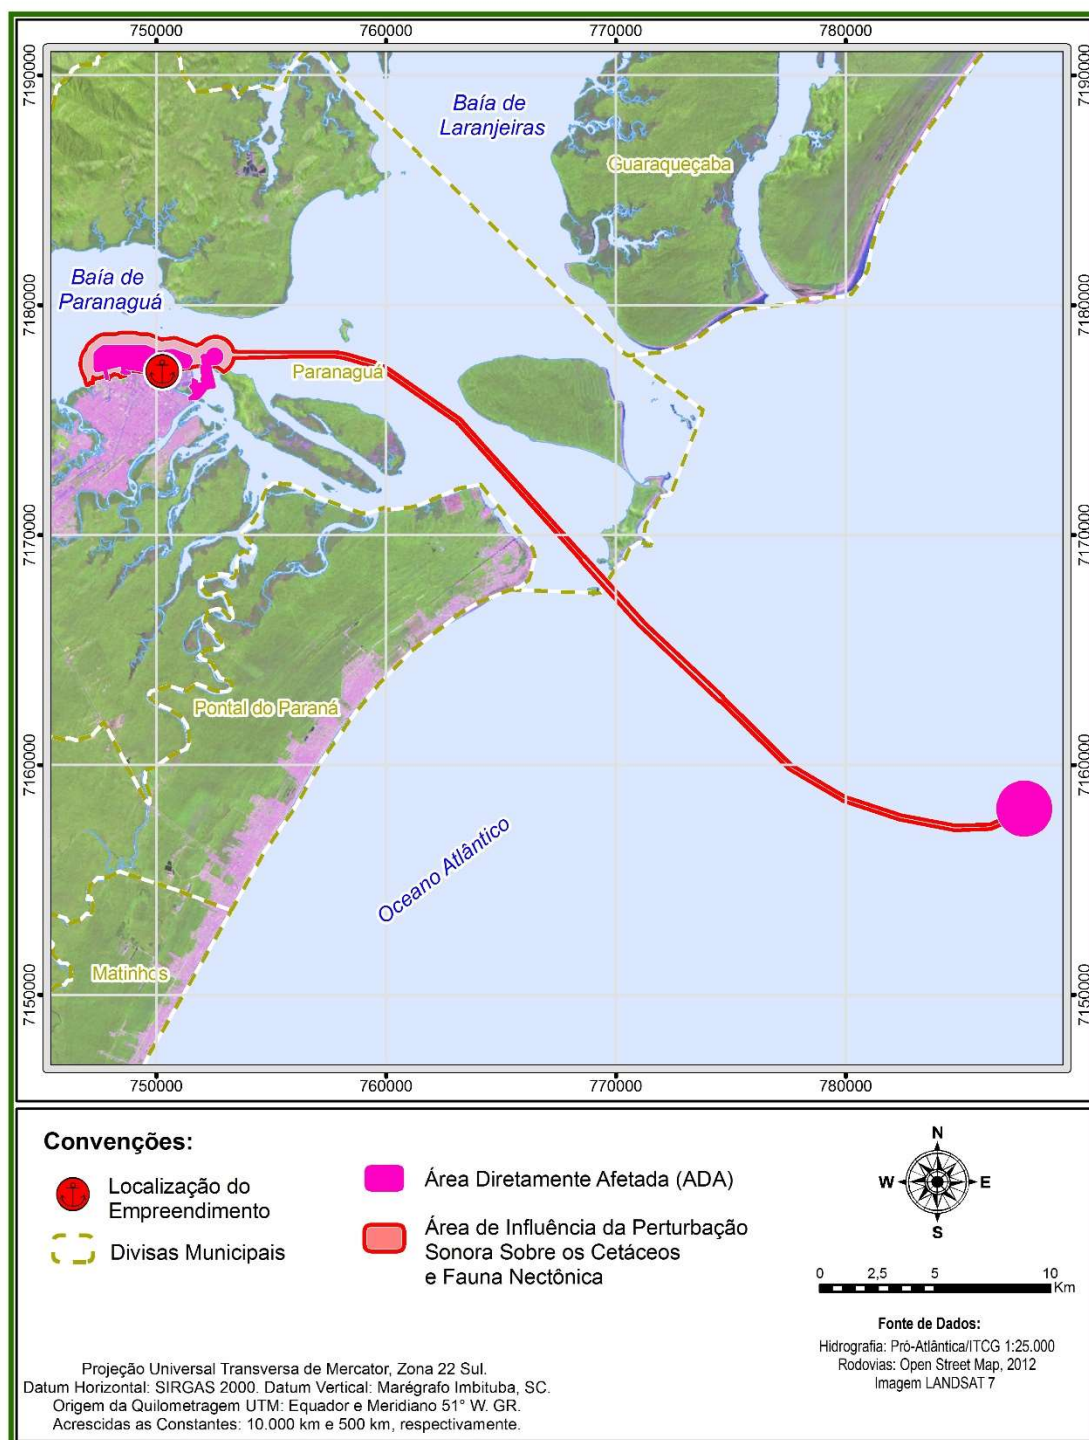 750000
760000
770000
780000
7190000
7190000
Baía de
Laranjeiras
Guaraqueçaba
Baía de
Paranaguá
7180000
7180000
Paranaguá
7170000
7170000
Pontal do Paraná
7160000
7160000
Oceano Atlântico
Matinhos
7150000
7150000
750000
760000
770000
780000
Convenções:
Localização do
Empreendimento
Divisas Municipais
Área Diretamente Afetada (ADA)
Área de Influência da Perturbação
Sonora Sobre os Cetáceos
e Fauna Nectônica
N
W
E
S
0
2,5
5
10
Km
Fonte de Dados:
Hidrografia: Pró-Atlântica/ITCG 1:25.000
Rodovias: Open Street Map, 2012
Imagem LANDSAT 7
Projeção Universal Transversa de Mercator, Zona 22 Sul.
Datum Horizontal: SIRGAS 2000. Datum Vertical: Marégrafo Imbituba, SC.
Origem da Quilometragem UTM: Equador e Meridiano 51° W. GR.
Acrescidas as Constantes: 10.000 km e 500 km, respectivamente.